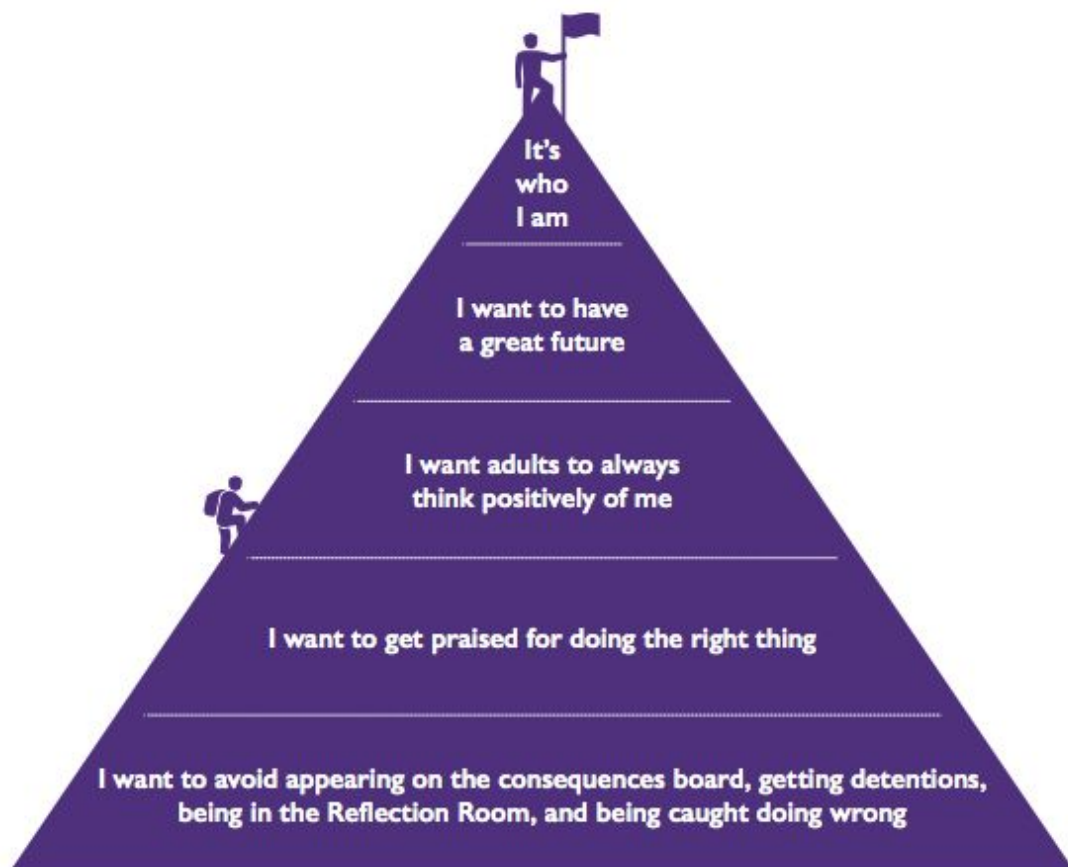 It's
who
I am
I want to have
a great future
I want adults to always
think positively of me
I want to get praised for doing the right thing
I want to avoid appearing on the consequences board, getting detentions,
being in the Reflection Room, and being caught doing wrong